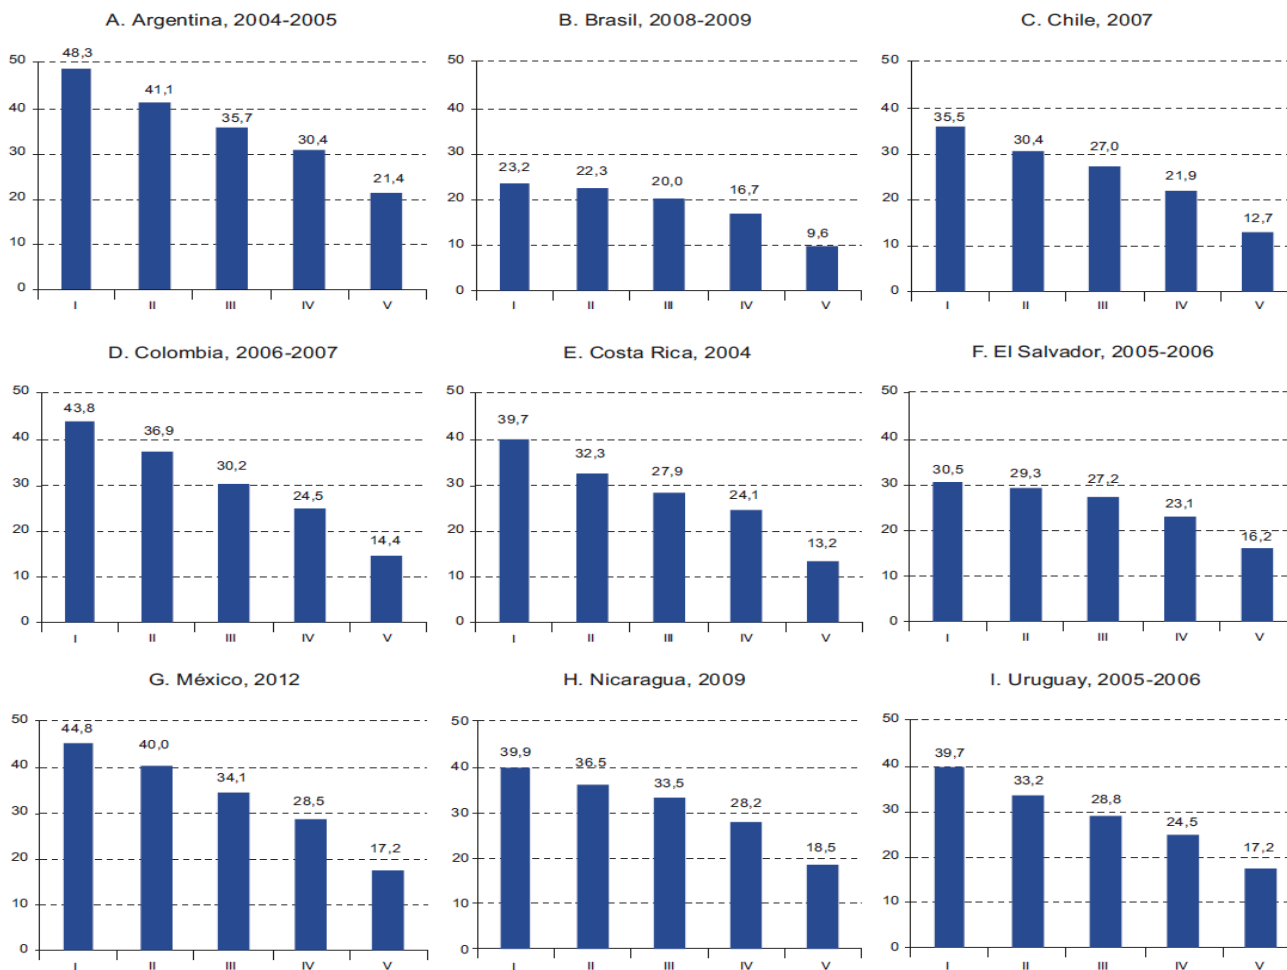 A. Argentina, 2004-2005
50
40
30
20
10
0
48,3
41,1
35,7
30,4
21,4
I
II
III
IV
V
B. Brasil, 2008-2009
50
40
30
20
10
0
23,2
22,3
20,0
16,7
9,6
I
II
III
IV
V
C. Chile, 2007
50
40
30
20
10
0
35,5
30,4
27,0
21,9
12,7
I
II
III
IV
V
D. Colombia, 2006-2007
50
40
30
20
10
0
43,8
36,9
30,2
24,5
14,4
I
II
III
IV
V
E. Costa Rica, 2004
50
40
30
20
10
0
39,7
32,3
27,9
24,1
13,2
I
II
III
IV
V
F. El Salvador, 2005-2006
50
40
30
20
10
0
30,5
29,3
27,2
23,1
16,2
I
II
III
IV
V
G. México, 2012
50
40
30
20
10
0
44,8
40,0
34,1
28,5
17,2
I
II
III
IV
V
H. Nicaragua, 2009
50
40
30
20
10
0
39,9
36,5
33,5
28,2
18,5
I
II
III
IV
V
I. Uruguay, 2005-2006
50
40
30
20
10
0
39,7
33,2
28,8
24,5
17,2
I
II
III
IV
V